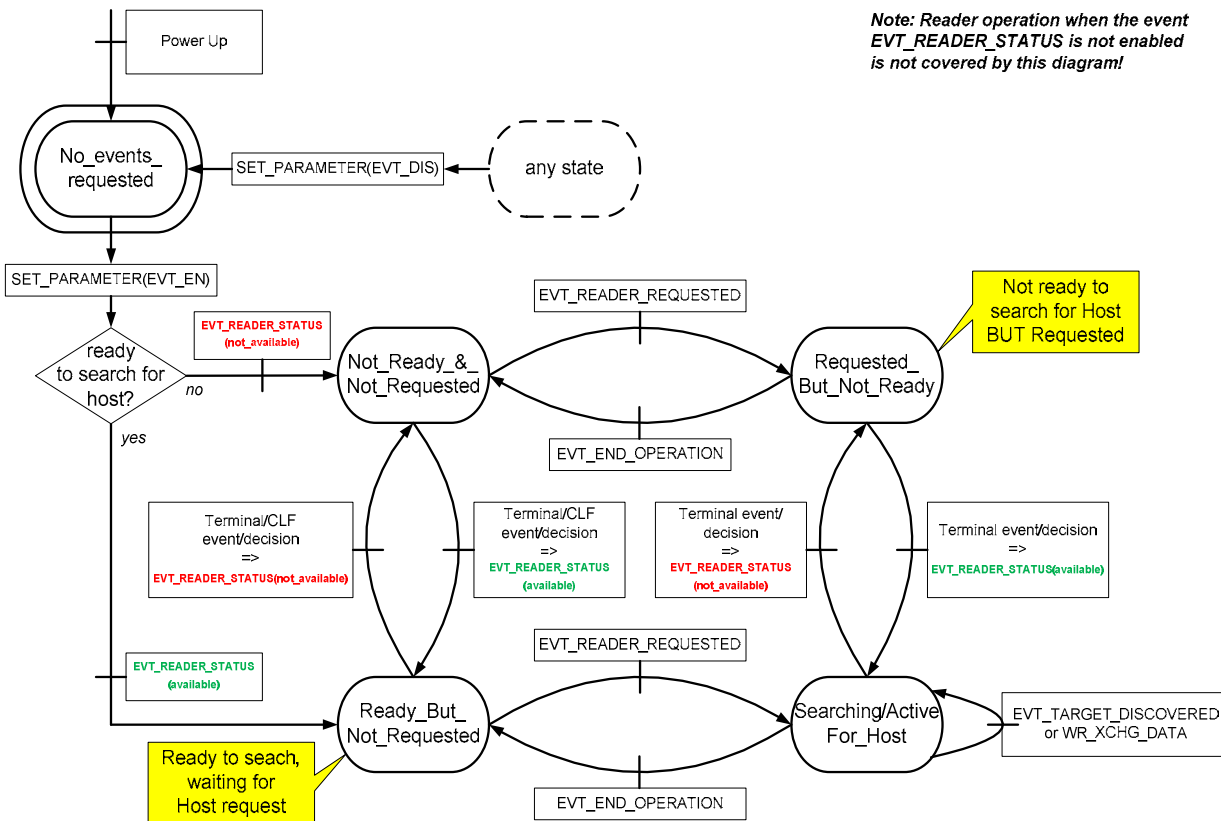 Power Up
Note: Reader operation when the event
EVT_READER_STATUS is not enabled
is not covered by this diagram!
No_events_
requested
SET_PARAMETER(EVT_DIS)
any state
SET_PARAMETER(EVT_EN)
EVT_READER_REQUESTED
Not ready to
search for Host
BUT Requested
EVT_READER_STATUS
(not_available)
ready
to search for
host?
no
yes
Not_Ready_&_
Not_Requested
Requested_
But_Not_Ready
EVT_END_OPERATION
Terminal/CLF
event/decision
=>
EVT_READER_STATUS(not_available)
Terminal/CLF
event/decision
=>
EVT_READER_STATUS
(available)
Terminal event/
decision
=>
EVT_READER_STATUS
(not_available)
Terminal event/decision
=>
EVT_READER_STATUS(available)
EVT_READER_REQUESTED
EVT_READER_STATUS
(available)
Ready_But_
Not_Requested
Searching/Active
For_Host
EVT_TARGET_DISCOVERED
or WR_XCHG_DATA
Ready to seach,
waiting for
Host request
EVT_END_OPERATION